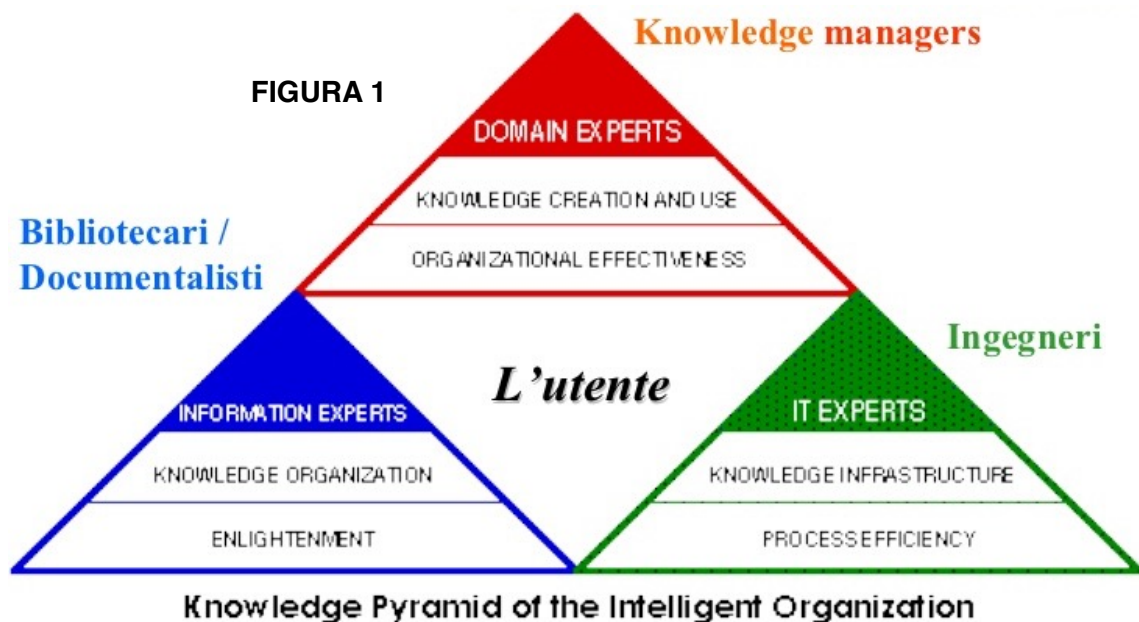 Knowledge managers
FIGURA 1
DOMAIN EXPERTS
KNOWLEDGE CREATION AND USE
ORGANIZATIONAL EFFECTIVENESS
Bibliotecari /
Documentalisti
Ingegneri
L’utente
INFORMATION EXPERTS
KNOWLEDGE ORGANIZATION
ENLIGHTENMENT
IT EXPERTS
KNOWLEDGE INFRASTRUCTURE
PROCESS EFFICIENCY
Knowledge Pyramid of the Intelligent Organization